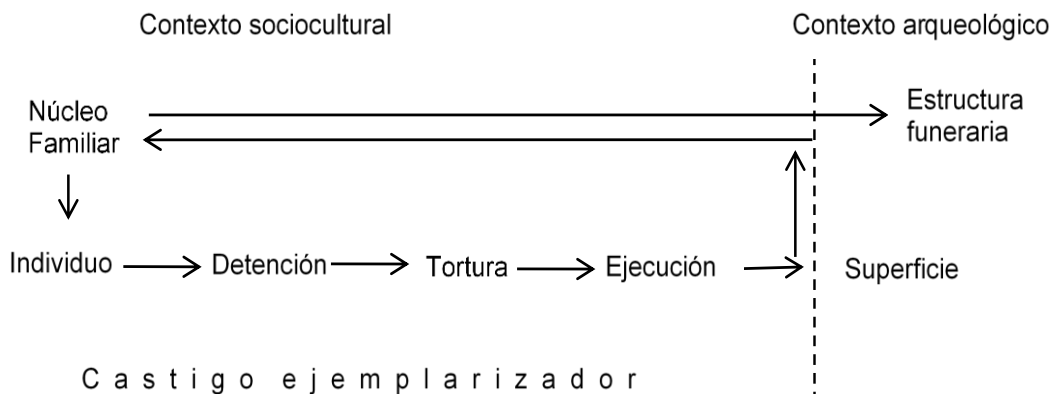 Contexto sociocultural
Contexto arqueológico
Núcleo
Familiar
Estructura
funeraria
Individuo
Detención
Tortura
Ejecución
Superficie
Castigo ejemplarizador